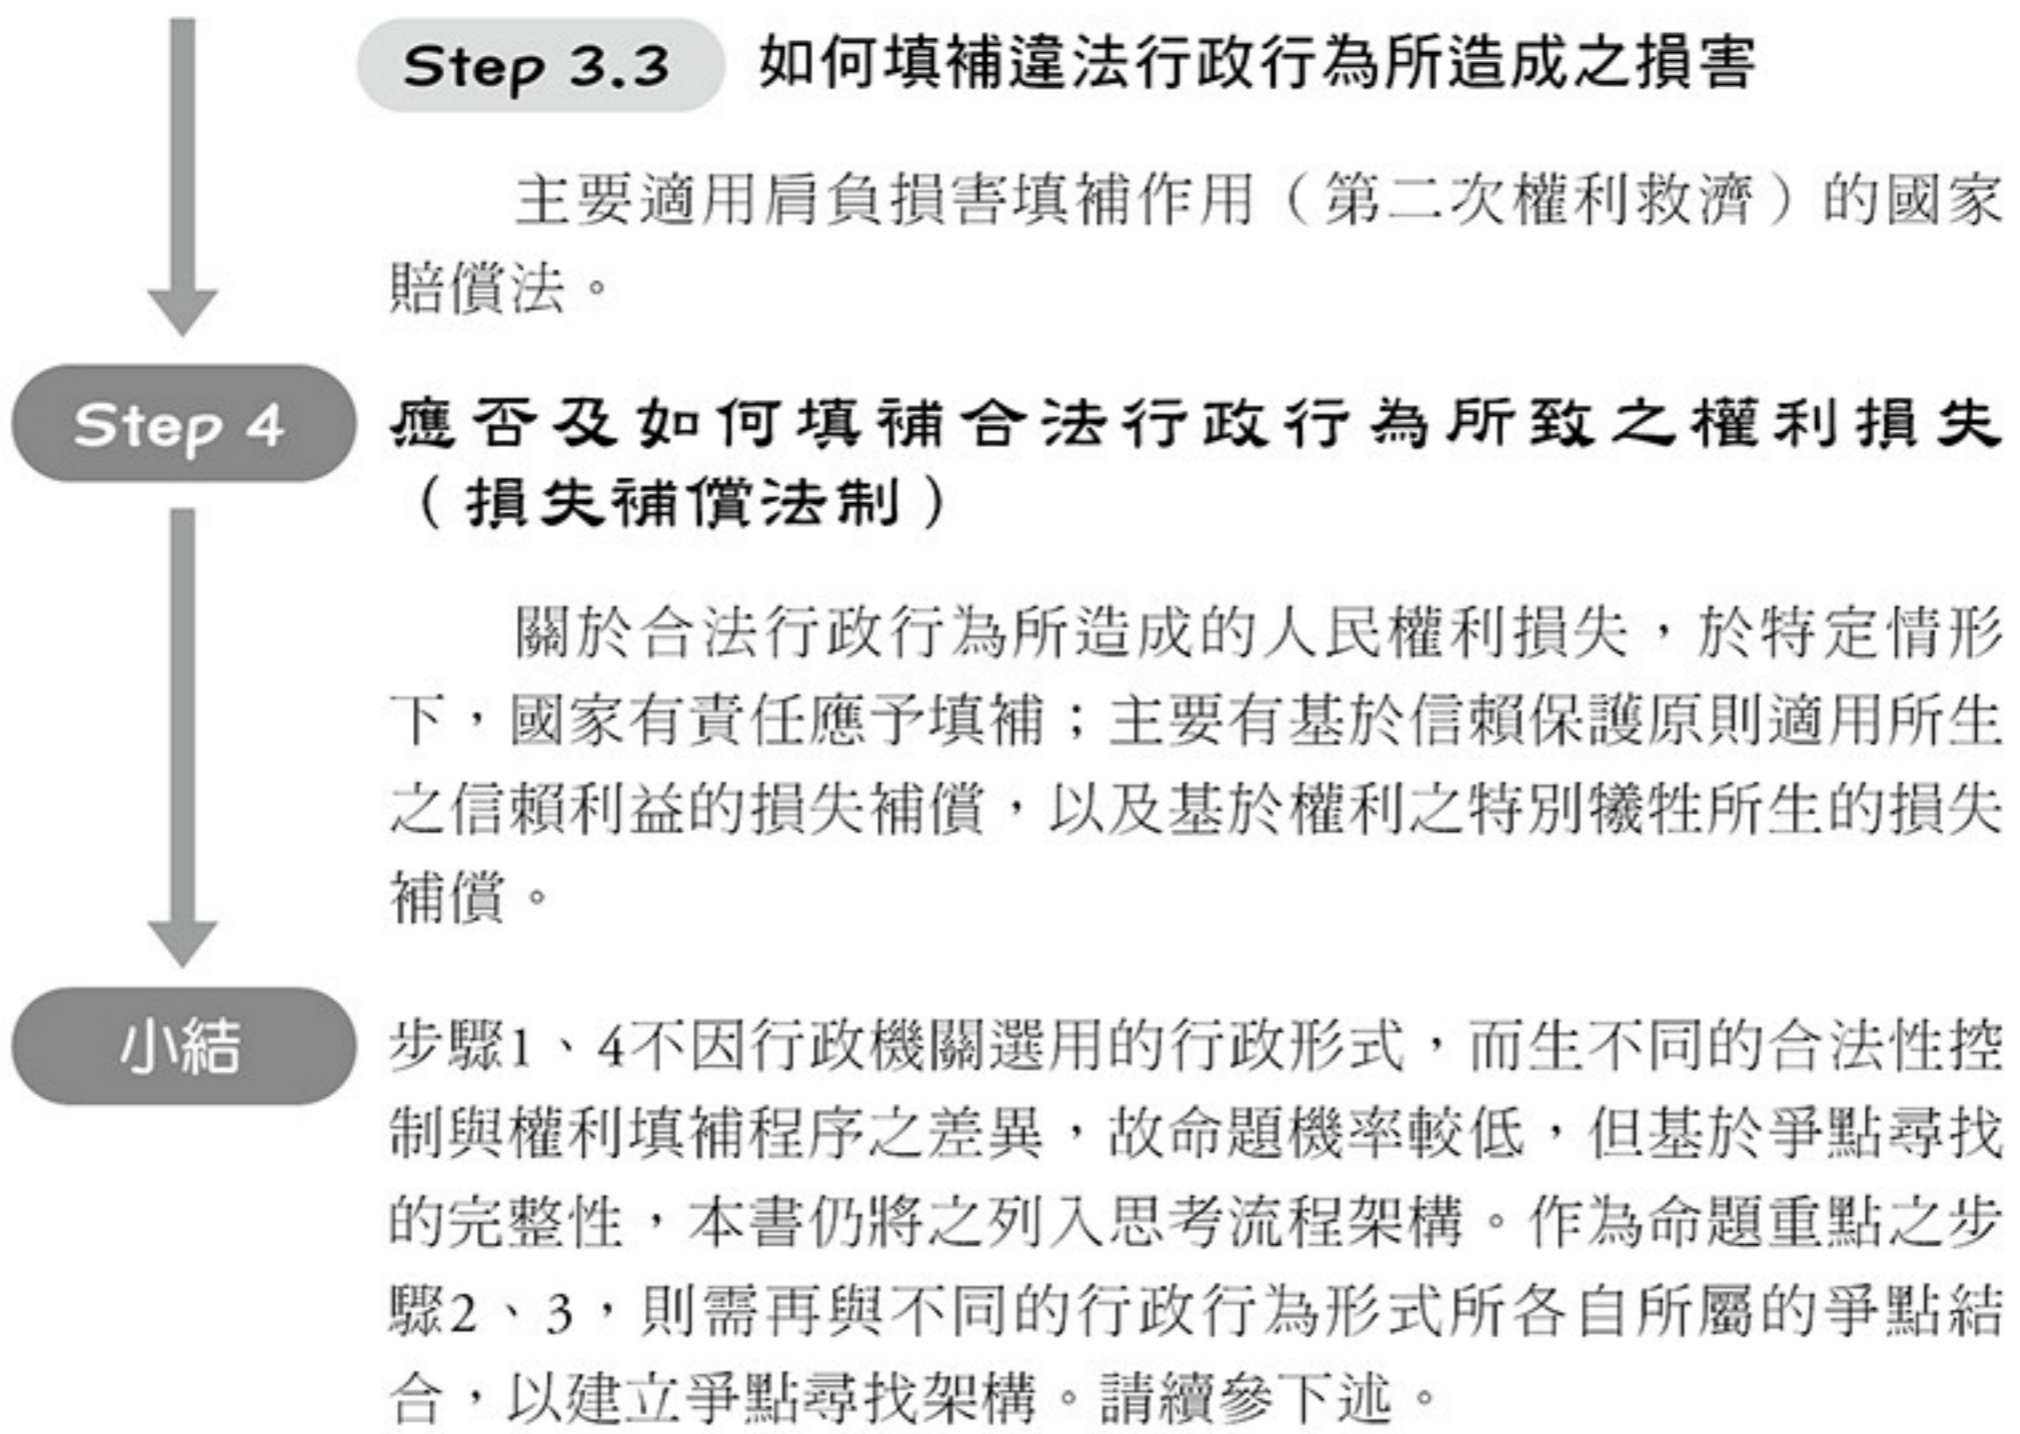 Step 3.3 如何填補違法行政行為所造成之損害
主要適用肩負損害填補作用（第二次權利救濟）的國家
賠償法。
Step 4 應否及如何填補合法行政行為所致之權利損失
（損失補償法制）
關於合法行政行為所造成的人民權利損失，於特定情形
下，國家有責任應予填補；主要有基於信賴保護原則適用所生
之信賴利益的損失補償，以及基於權利之特別犧牲所生的損失
補償。
小結 步驟1、4不因行政機關選用的行政形式，而生不同的合法性控
制與權利填補程序之差異，故命題機率較低，但基於爭點尋找
的完整性，本書仍將之列入思考流程架構。作為命題重點之步
驟2、3，則需再與不同的行政行為形式所各自所屬的爭點結
合，以建立爭點尋找架構。請續參下述。